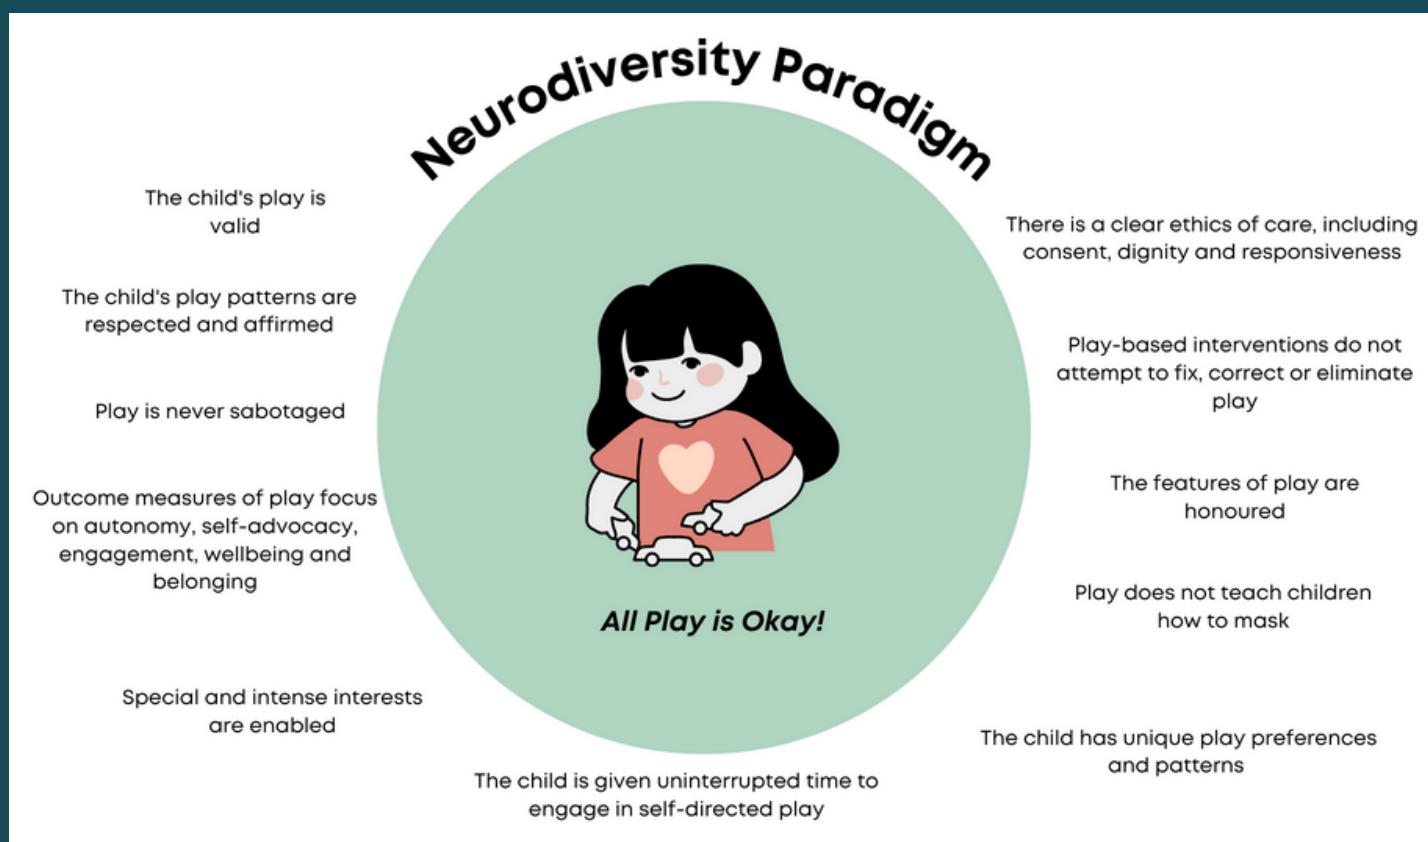 Neurodiversity Paradigm
The child's play is
valid
The child's play patterns are
respected and affirmed
Play is never sabotaged
Outcome measures of play focus
on autonomy, self-advocacy,
engagement, wellbeing and
belonging
Special and intense interests
are enabled
All Play is Okay!
The child is given uninterrupted time to
engage in self-directed play
There is a clear ethics of care, including
consent, dignity and responsiveness
Play-based interventions do not
attempt to fix, correct or eliminate
play
The features of play are
honoured
Play does not teach children
how to mask
The child has unique play preferences
and patterns